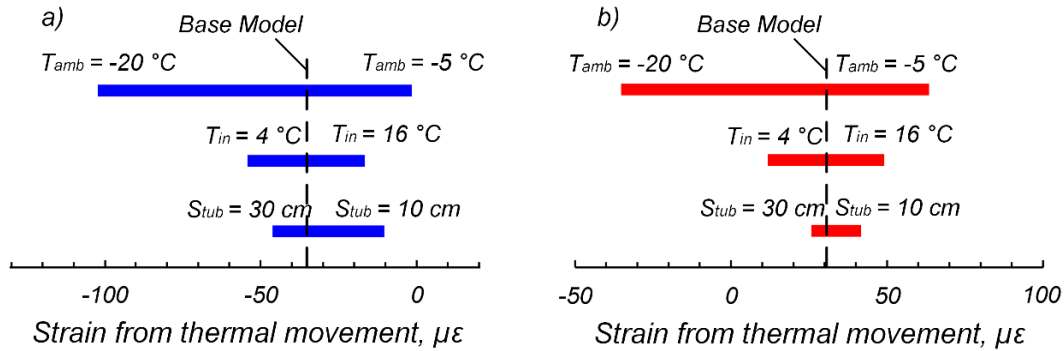 a)
Base Model
Tamb = -20 °C
Tamb = -5 °C
Tin = 4 °C
Tin = 16 °C
Stub = 30 cm
Stub = 10 cm
-100
-50
0
Strain from thermal movement, με
b)
Base Model
Tamb = -20 °C
Tamb = -5 °C
Tin = 4 °C
Tin = 16 °C
Stub = 30 cm
Stub = 10 cm
-50
0
50
100
Strain from thermal movement, με